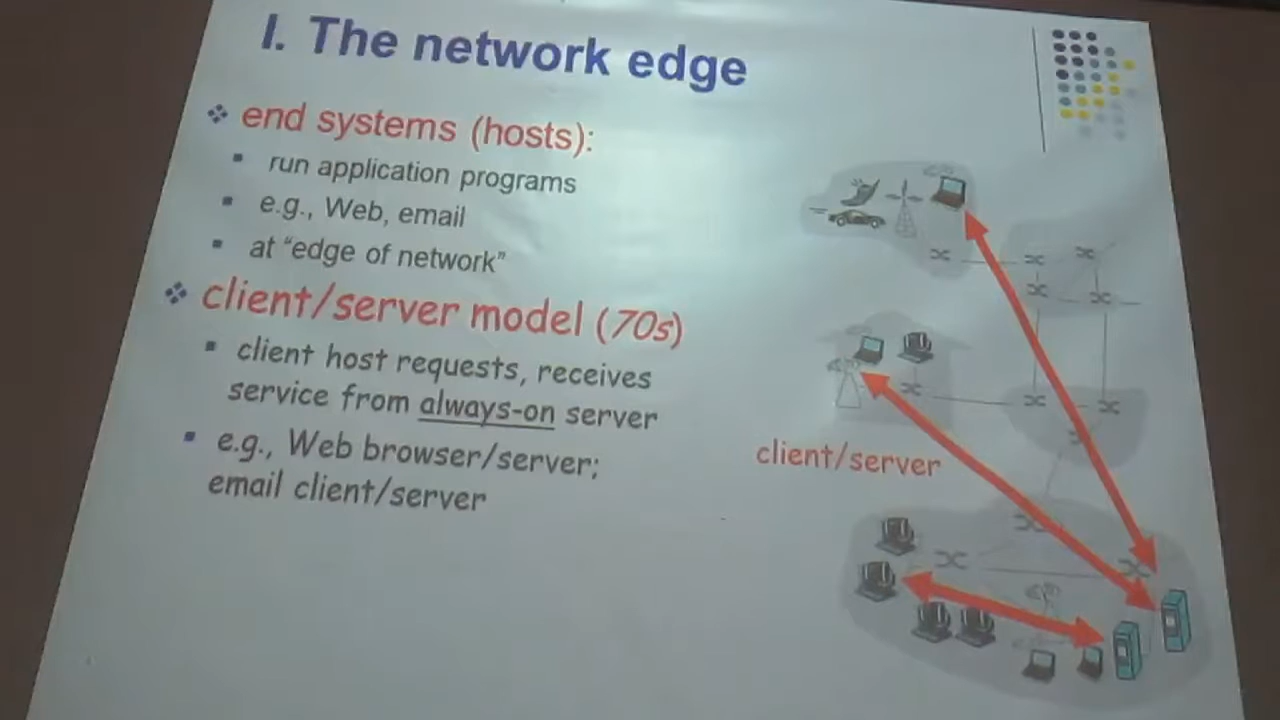 I. The network edge
end systems (hosts):
run application programs
e.g., Web, email
at “edge of network”
client/server model (70s)
client host requests, receives
service from always-on server
e.g., Web browser/server;
email client/server
client/server